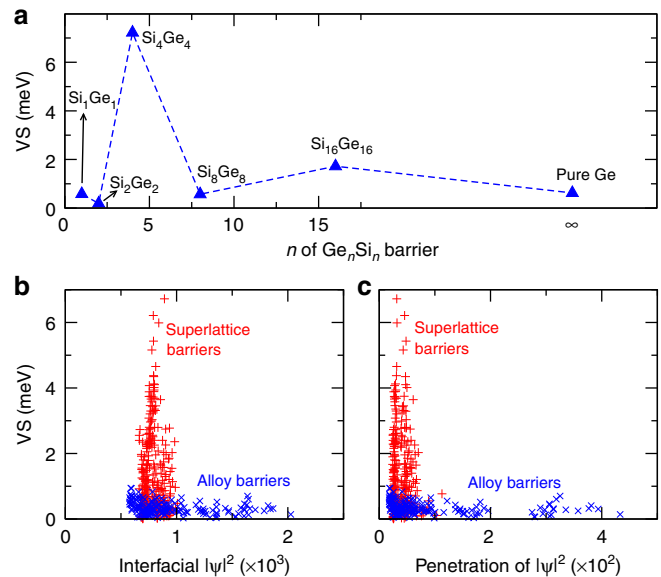 a
8
6
4
2
0
VS (meV)
Si₁Ge₁
Si₂Ge₂
Si₄Ge₄
Si₈Ge₈
Si₁₆Ge₁₆
Pure Ge
0 5 10 15 ∞
n of GeₙSiₙ barrier
b
6
4
2
0
VS (meV)
Superlattice
barriers
Alloy barriers
0 1 2
Interfacial |ψ|² (×10³)
c
Superlattice
barriers
Alloy barriers
0 2 4
Penetration of |ψ|² (×10²)